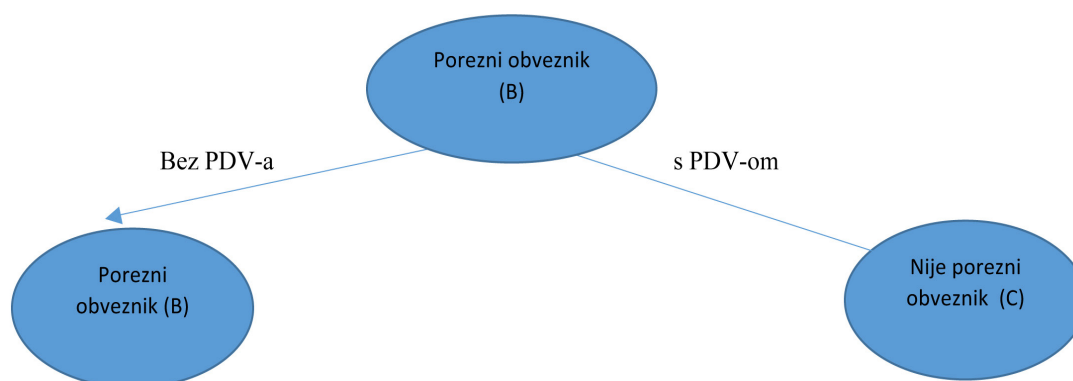 Porezni obveznik
(B)
Bez PDV-a
s PDV-om
Porezni
obveznik (B)
Nije porezni
obveznik (C)